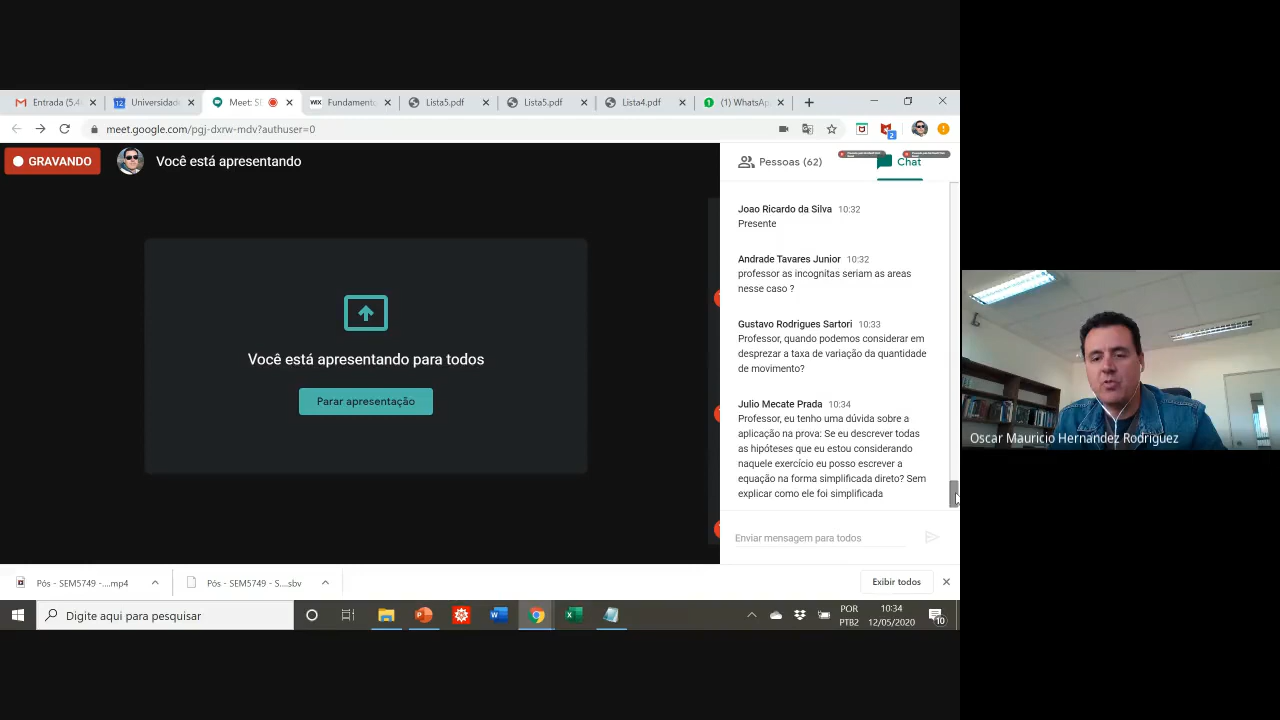 Entrada (5.4
Universidad
Meet: S
Fundament
Lista5.pdf
Lista5.pdf
Lista4.pdf
(1) WhatsAp
meet.google.com/pgj-dxrw-mdv?authuser=0
GRAVANDO
Você está apresentando
Pessoas (62)
Chat
Joao Ricardo da Silva 10:32
Presente
Andrade Tavares Junior 10:32
professor as incognitas seriam as areas
nesse caso ?
Gustavo Rodrigues Sartori 10:33
Professor, quando podemos considerar em
desprezar a taxa de variação da quantidade
de movimento?
Julio Mecate Prada 10:34
Professor, eu tenho uma dúvida sobre a
aplicação na prova: Se eu descrever todas
as hipóteses que eu estou considerando
naquele exercício eu posso escrever a
equação na forma simplificada direto? Sem
explicar como ele foi simplificada
Você está apresentando para todos
Parar apresentação
Enviar mensagem para todos
Oscar Mauricio Hernandez Rodriguez
Pós - SEM5749 -....mp4
Pós - SEM5749 - S....sbv
Exibir todos
Digite aqui para pesquisar
POR
PTB2
10:34
12/05/2020
10